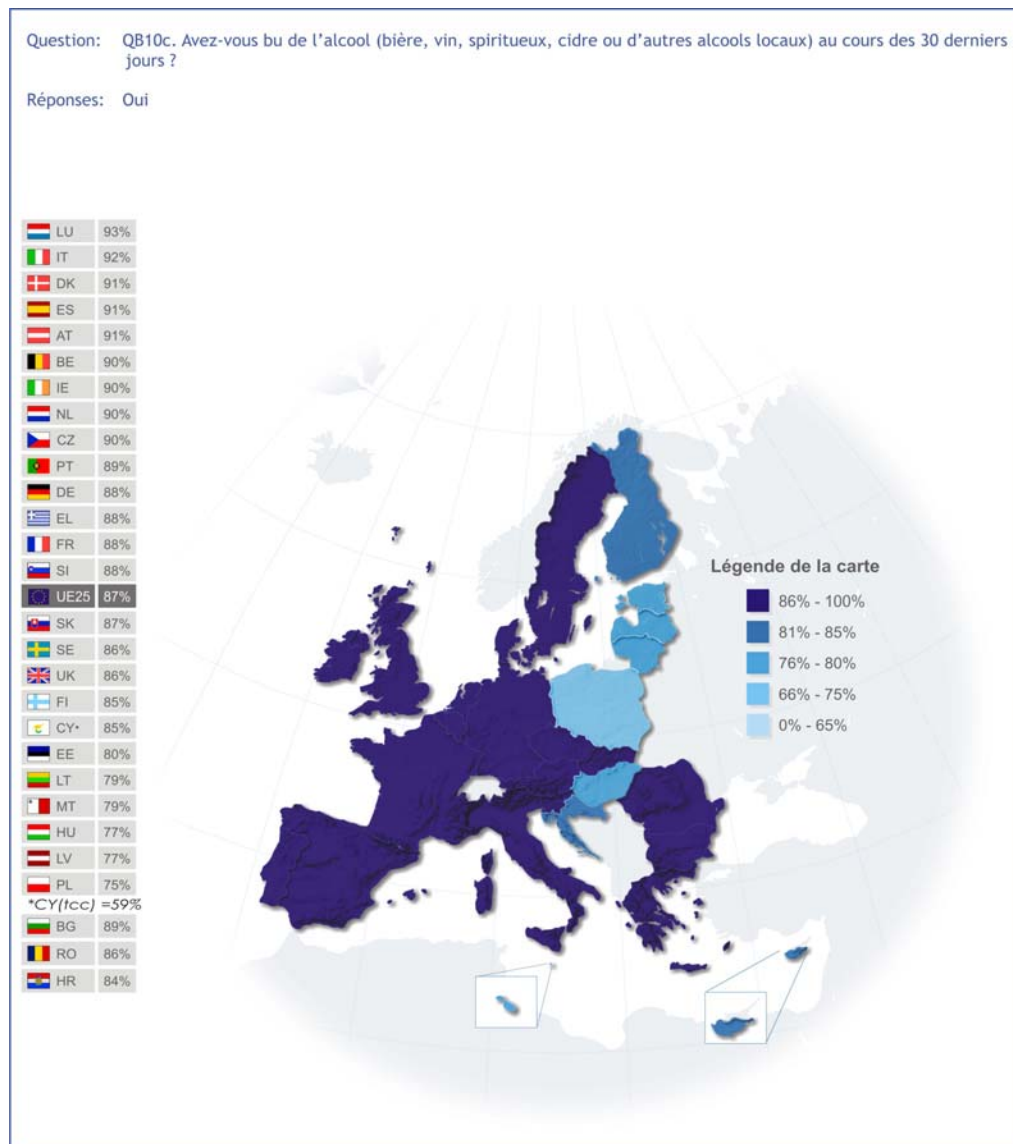 Question: QB10c. Avez-vous bu de l'alcool (bière, vin, spiritueux, cidre ou d'autres alcools locaux) au cours des 30 derniers
jours ?
Réponses: Oui
LU 93%
IT 92%
DK 91%
ES 91%
AT 91%
BE 90%
IE 90%
NL 90%
CZ 90%
PT 89%
DE 88%
EL 88%
FR 88%
SI 88%
UE25 87%
SK 87%
SE 86%
UK 86%
FI 85%
CY* 85%
EE 80%
LT 79%
MT 79%
HU 77%
LV 77%
PL 75%
*CY(tcc) =59%
BG 89%
RO 86%
HR 84%
Légende de la carte
86% - 100%
81% - 85%
76% - 80%
66% - 75%
0% - 65%